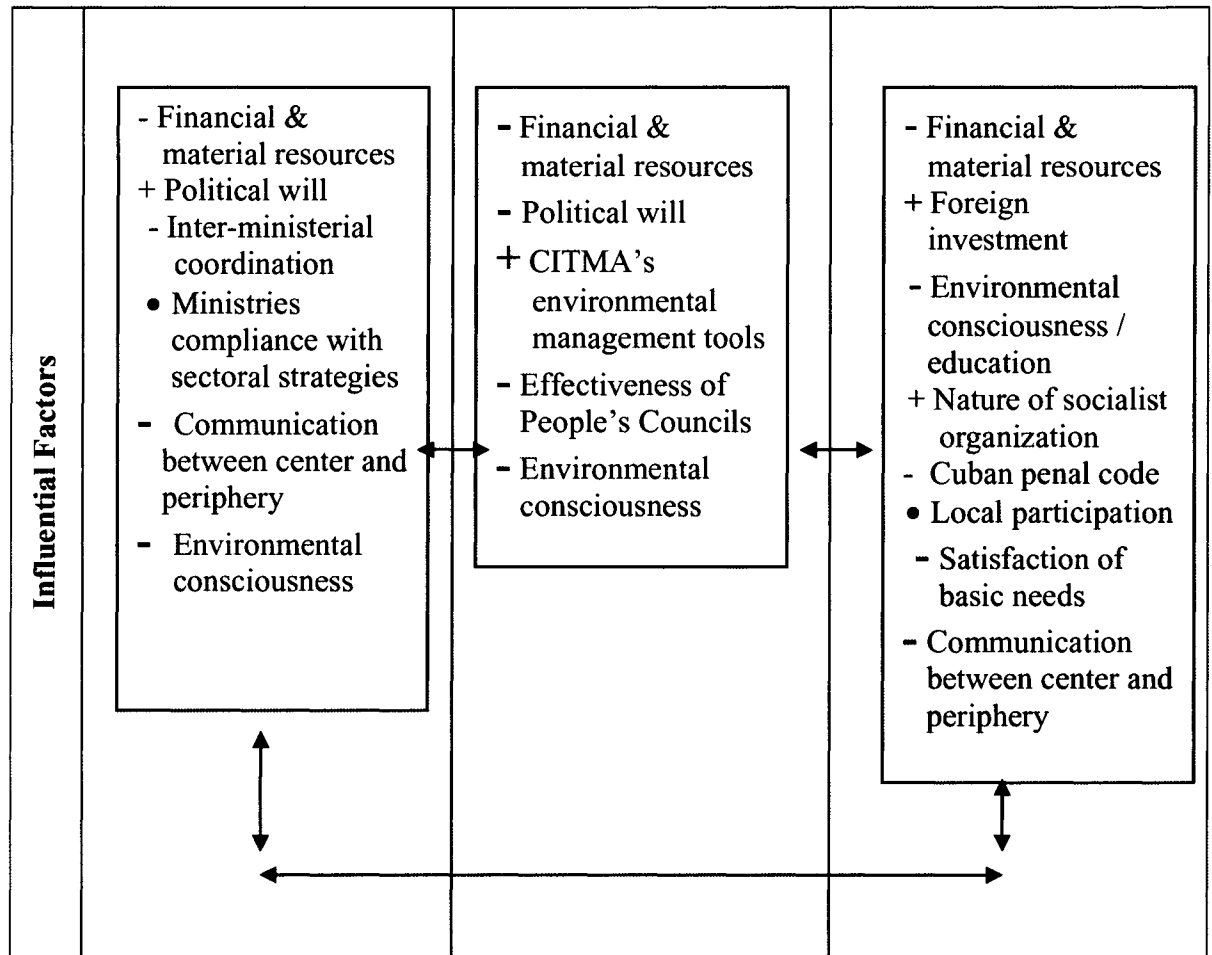 Influential Factors
- Financial &
material resources
+ Political will
- Inter-ministerial
coordination
• Ministries
compliance with
sectoral strategies
- Communication
between center and
periphery
- Environmental
consciousness
- Financial &
material resources
- Political will
+ CITMA's
environmental
management tools
- Effectiveness of
People's Councils
- Environmental
consciousness
- Financial &
material resources
+ Foreign
investment
- Environmental
consciousness /
education
+ Nature of socialist
organization
- Cuban penal code
• Local participation
- Satisfaction of
basic needs
- Communication
between center and
periphery